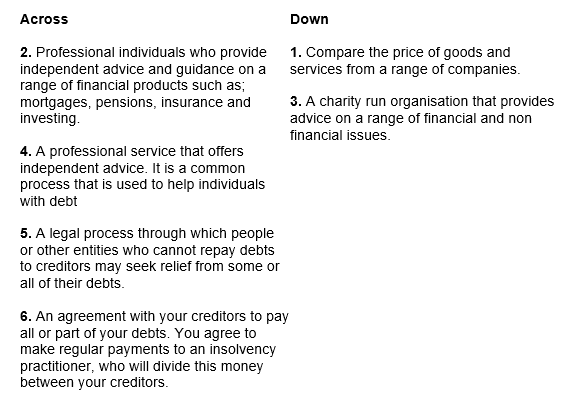 Across
2. Professional individuals who provide
independent advice and guidance on a
range of financial products such as;
mortgages, pensions, insurance and
investing.
4. A professional service that offers
independent advice. It is a common
process that is used to help individuals
with debt
5. A legal process through which people
or other entities who cannot repay debts
to creditors may seek relief from some or
all of their debts.
6. An agreement with your creditors to pay
all or part of your debts. You agree to
make regular payments to an insolvency
practitioner, who will divide this money
between your creditors.
Down
1. Compare the price of goods and
services from a range of companies.
3. A charity run organisation that provides
advice on a range of financial and non
financial issues.